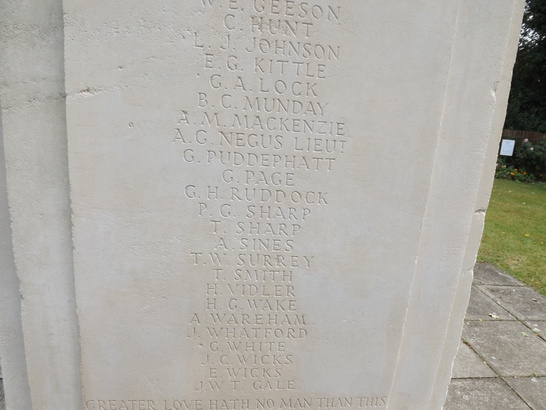 W. E. GEESON
C. HUNT
L. J. JOHNSON
E. G. KITTLE
G. A. LOCK
B. C. MUNDAY
A. M. MACKENZIE
A. G. NEGUS LIEUT
G. PUDDEPHATT
G. PAGE
G. H. RUDDOCK
P. G. SHARP
T. SHARP
A. SINES
T. W. SURREY
T. SMITH
H. VIDLER
H. G. WAKE
A. WAREHAM
J. WHATFORD
G. WHITE
J. C. WICKS
E. WICKS
J. W. T. GALE
GREATER LOVE HATH NO MAN THAN THIS